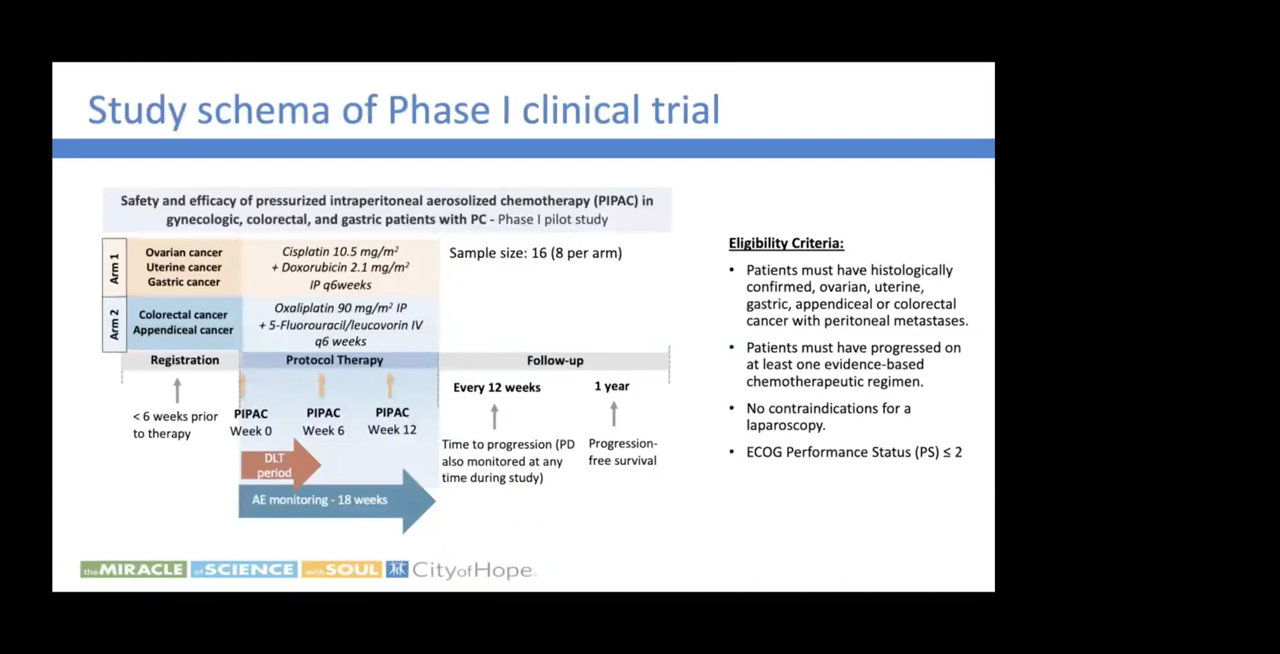 Study schema of Phase I clinical trial
Safety and efficacy of pressurized intraperitoneal aerosolized chemotherapy (PIPAC) in
gynecologic, colorectal, and gastric patients with PC - Phase I pilot study
Arm 1
Ovarian cancer
Uterine cancer
Gastric cancer
Cisplatin 10.5 mg/m²
+ Doxorubicin 2.1 mg/m²
IP q6weeks
Sample size: 16 (8 per arm)
Arm 2
Colorectal cancer
Appendiceal cancer
Oxaliplatin 90 mg/m² IP
+ 5-Fluorouracil/leucovorin IV
q6 weeks
Registration
Protocol Therapy
Follow-up
< 6 weeks prior
to therapy
PIPAC
Week 0
PIPAC
Week 6
PIPAC
Week 12
Every 12 weeks
1 year
Time to progression (PD
also monitored at any
time during study)
Progression-
free survival
DLT
period
AE monitoring - 18 weeks
Eligibility Criteria:
• Patients must have histologically
confirmed, ovarian, uterine,
gastric, appendiceal or colorectal
cancer with peritoneal metastases.
• Patients must have progressed on
at least one evidence-based
chemotherapeutic regimen.
• No contraindications for a
laparoscopy.
• ECOG Performance Status (PS) ≤ 2
the MIRACLE of SCIENCE with SOUL City of Hope